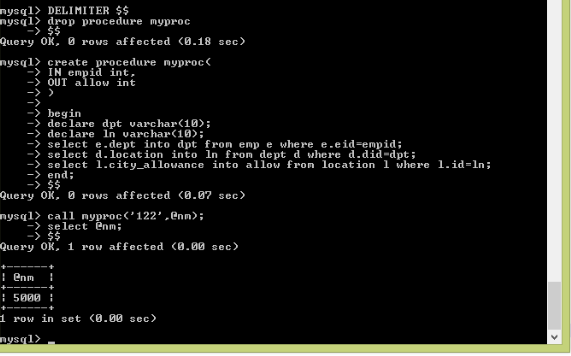 mysql> DELIMITER $$
mysql> drop procedure myproc
    -> $$
Query OK, 0 rows affected (0.18 sec)

mysql> create procedure myproc(
    -> IN empid int,
    -> OUT allow int
    -> )
    ->
    -> begin
    -> declare dpt varchar(10);
    -> declare ln varchar(10);
    -> select e.dept into dpt from emp e where e.eid=empid;
    -> select d.location into ln from dept d where d.did=dpt;
    -> select l.city_allowance into allow from location l where l.id=ln;
    -> end;
    -> $$
Query OK, 0 rows affected (0.07 sec)

mysql> call myproc('122',@nm);
    -> select @nm;
    -> $$
Query OK, 1 row affected (0.00 sec)

+------+
| @nm  |
+------+
| 5000 |
+------+
1 row in set (0.00 sec)

mysql> _